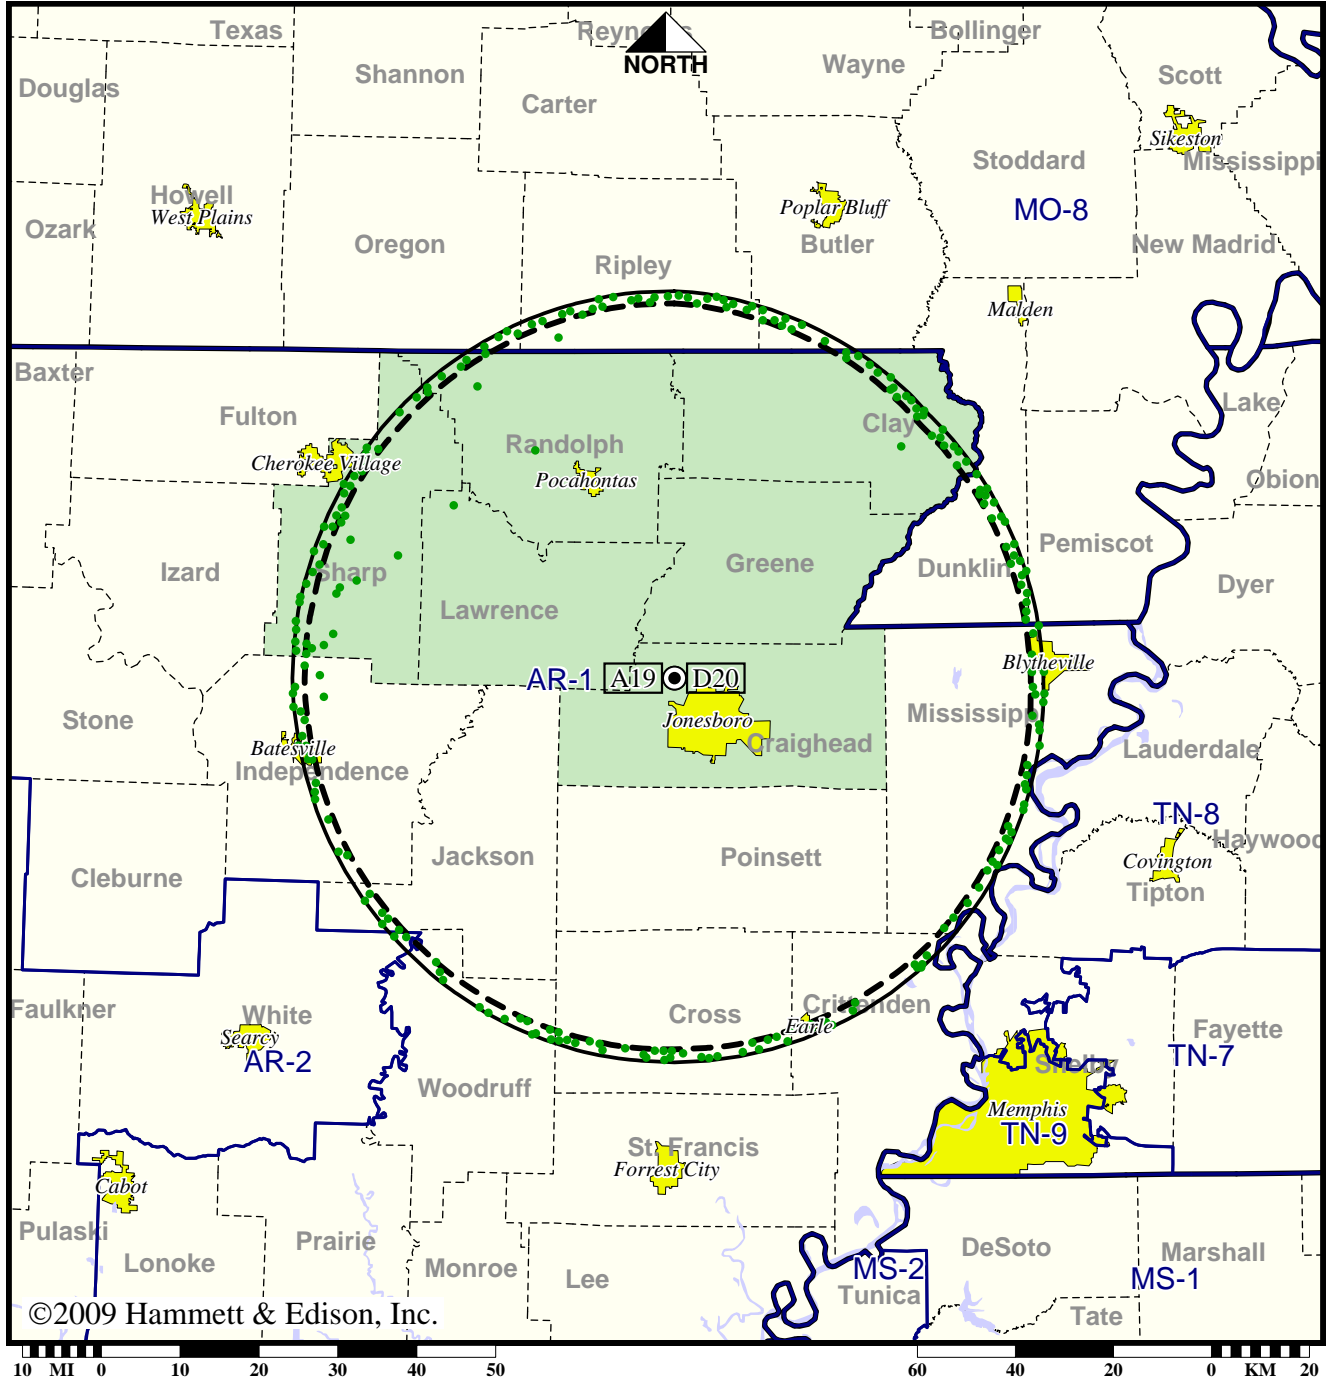 Texas
Reynolds
Bollinger
NORTH
Douglas
Shannon
Carter
Wayne
Scott
Sikeston
Stoddard
Mississippi
Howell
West Plains
Poplar Bluff
MO-8
Ozark
Oregon
Ripley
Butler
New Madrid
Malden
Baxter
Fulton
Lake
Clay
Randolph
Cherokee Village
Pocahontas
Obion
Izard
Sharp
Greene
Dunklin
Pemiscot
Dyer
Lawrence
AR-1
A19
D20
Blytheville
Stone
Jonesboro
Mississippi
Batesville
Independence
Craighead
Lauderdale
TN-8
Haywood
Cleburne
Jackson
Poinsett
Covington
Tipton
Faulkner
White
Searcy
AR-2
Cross
Crittenden
Earle
Fayette
TN-7
Shelby
Woodruff
Memphis
TN-9
St. Francis
Forrest City
Cabot
Pulaski
Lonoke
Prairie
Monroe
Lee
DeSoto
Marshall
MS-2
MS-1
Tunica
Tate
©2009 Hammett & Edison, Inc.
10 MI 0 10 20 30 40 50 60 40 20 0 KM 20